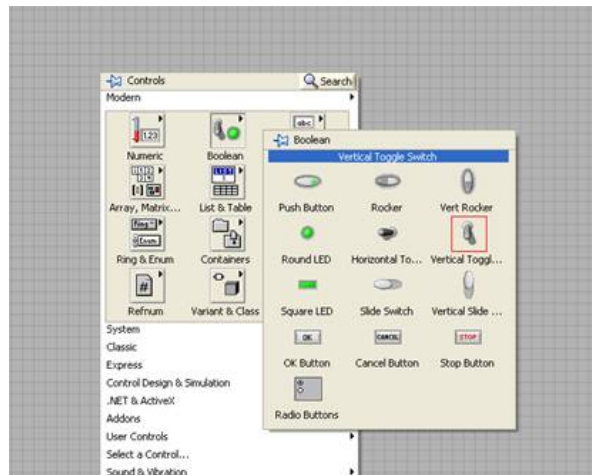 Controls
Search
Modern
1.23
abc
Numeric
Boolean
Array, Matrix...
List & Table
Ring & Enum
Containers
Refnum
Variant & Class
System
Classic
Express
Control Design & Simulation
.NET & ActiveX
Addons
User Controls
Select a Control...
Sound & Vibration
Boolean
Vertical Toggle Switch
Push Button
Rocker
Vert Rocker
Round LED
Horizontal To...
Vertical Toggl...
Square LED
Slide Switch
Vertical Slide ...
OK
CANCEL
STOP
OK Button
Cancel Button
Stop Button
Radio Buttons